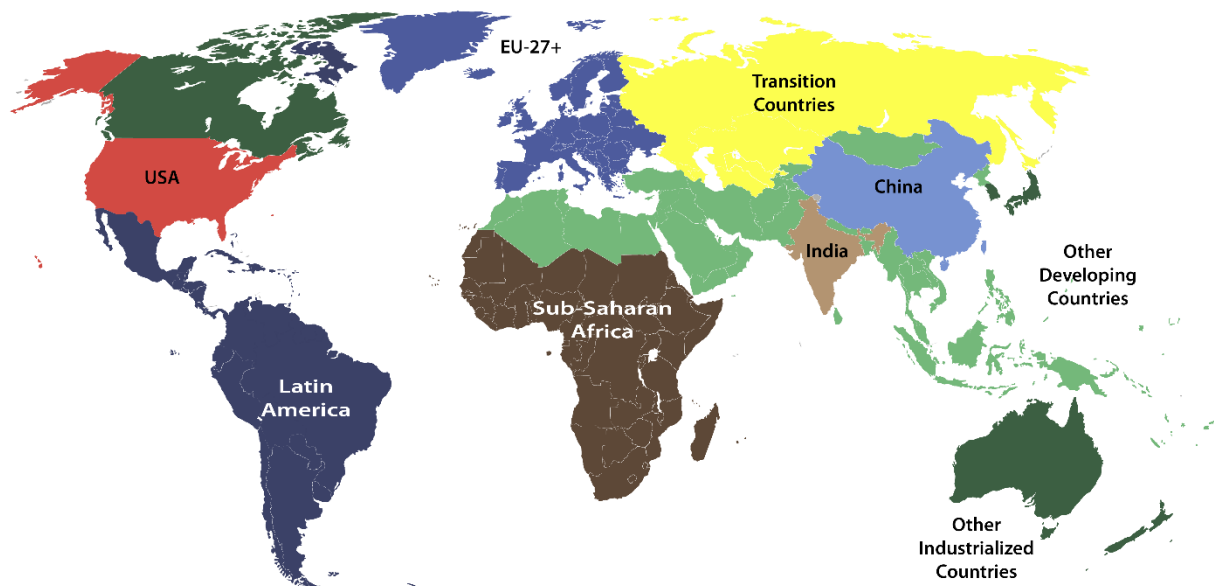 EU-27+
Transition
Countries
USA
China
India
Other
Developing
Countries
Sub-Saharan
Africa
Latin
America
Other
Industrialized
Countries